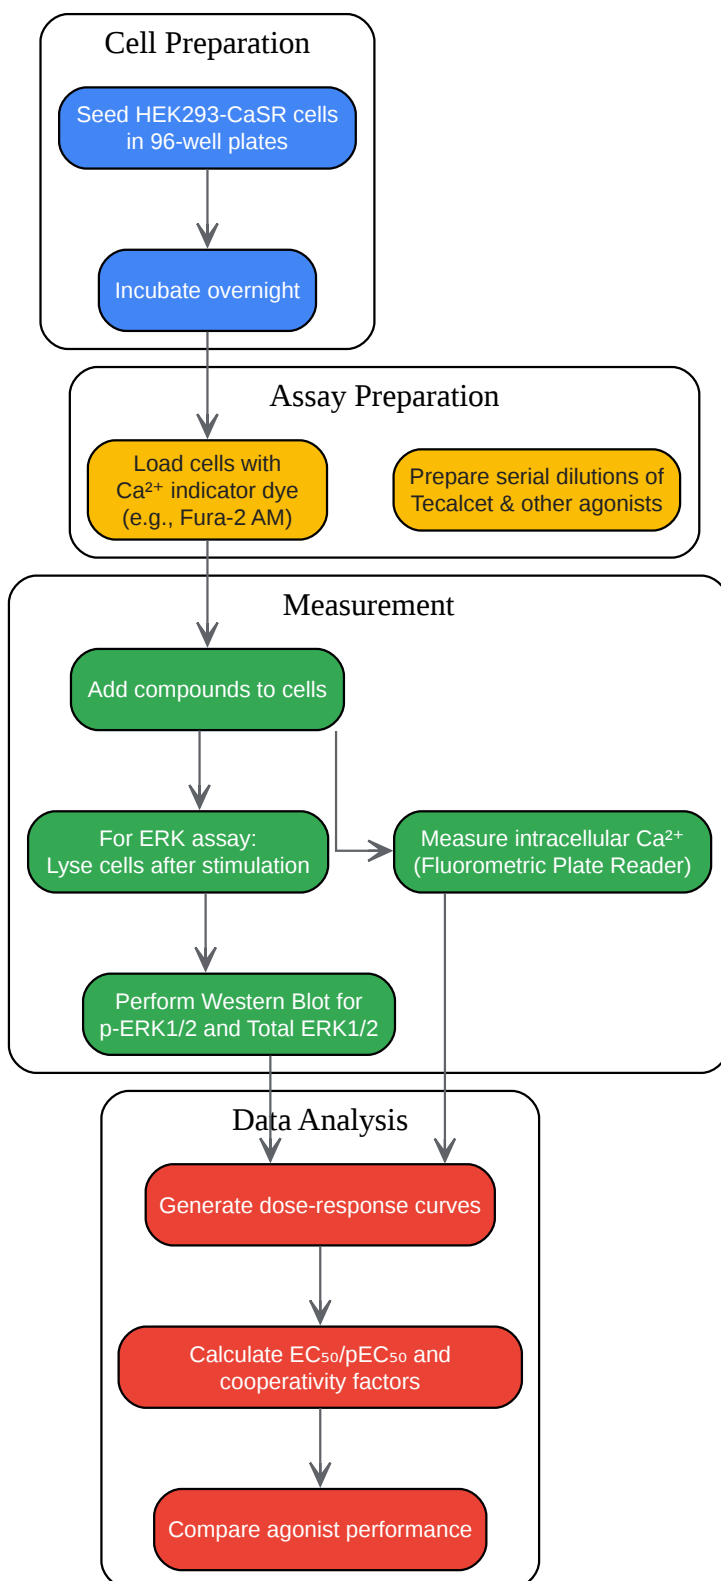 Cell Preparation
Seed HEK293-CaSR cells
in 96-well plates
Incubate overnight
Assay Preparation
Load cells with
Ca²⁺ indicator dye
(e.g., Fura-2 AM)
Prepare serial dilutions of
Tecalcet & other agonists
Measurement
Add compounds to cells
For ERK assay:
Lyse cells after stimulation
Measure intracellular Ca²⁺
(Fluorometric Plate Reader)
Perform Western Blot for
p-ERK1/2 and Total ERK1/2
Data Analysis
Generate dose-response curves
Calculate EC₅₀/pEC₅₀ and
cooperativity factors
Compare agonist performance